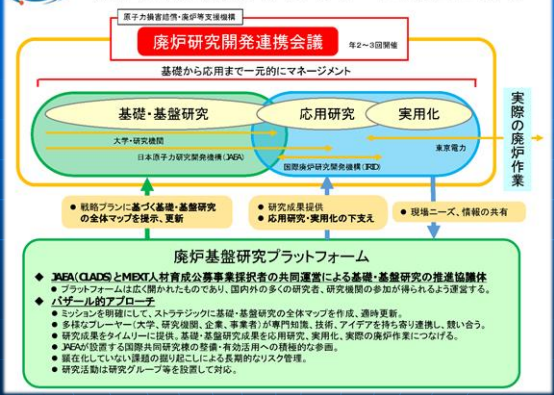 原子力損害賠償・廃炉等支援機構
廃炉研究開発連携会議
年2～3回開催
基礎から応用まで一元的にマネージメント
基礎・基盤研究
応用研究
実用化
大学・研究機関
日本原子力研究開発機構(JAEA)
国際廃炉研究開発機構(IRID)
東京電力
実際の廃炉作業
● 戦略プランに基づく基礎・基盤研究
の全体マップを提示、更新
● 研究成果提供
● 応用研究・実用化の下支え
● 現場ニーズ、情報の共有
廃炉基盤研究プラットフォーム
◆ JAEA(CLADS)とMEXT人材育成公募事業採択者の共同運営による基礎・基盤研究の推進協議体
● プラットフォームは広く開かれたものであり、国内外の多くの研究者、研究機関の参加が得られるよう運営する。
◆ バザール的アプローチ
● ミッションを明確にして、ストラテジックに基礎・基盤研究の全体マップを作成、適時更新。
● 多様なプレーヤー(大学、研究機関、企業、事業者)が専門知識、技術、アイデアを持ち寄り連携し、競い合う。
● 研究成果をタイムリーに提供。基礎・基盤研究成果を応用研究、実用化、実際の廃炉作業につなげる。
● JAEAが設置する国際共同研究棟の整備・有効活用への積極的な参画。
● 顕在化していない課題の掘り起こしによる長期的なリスク管理。
● 研究活動は研究グループ等を設置して対応。